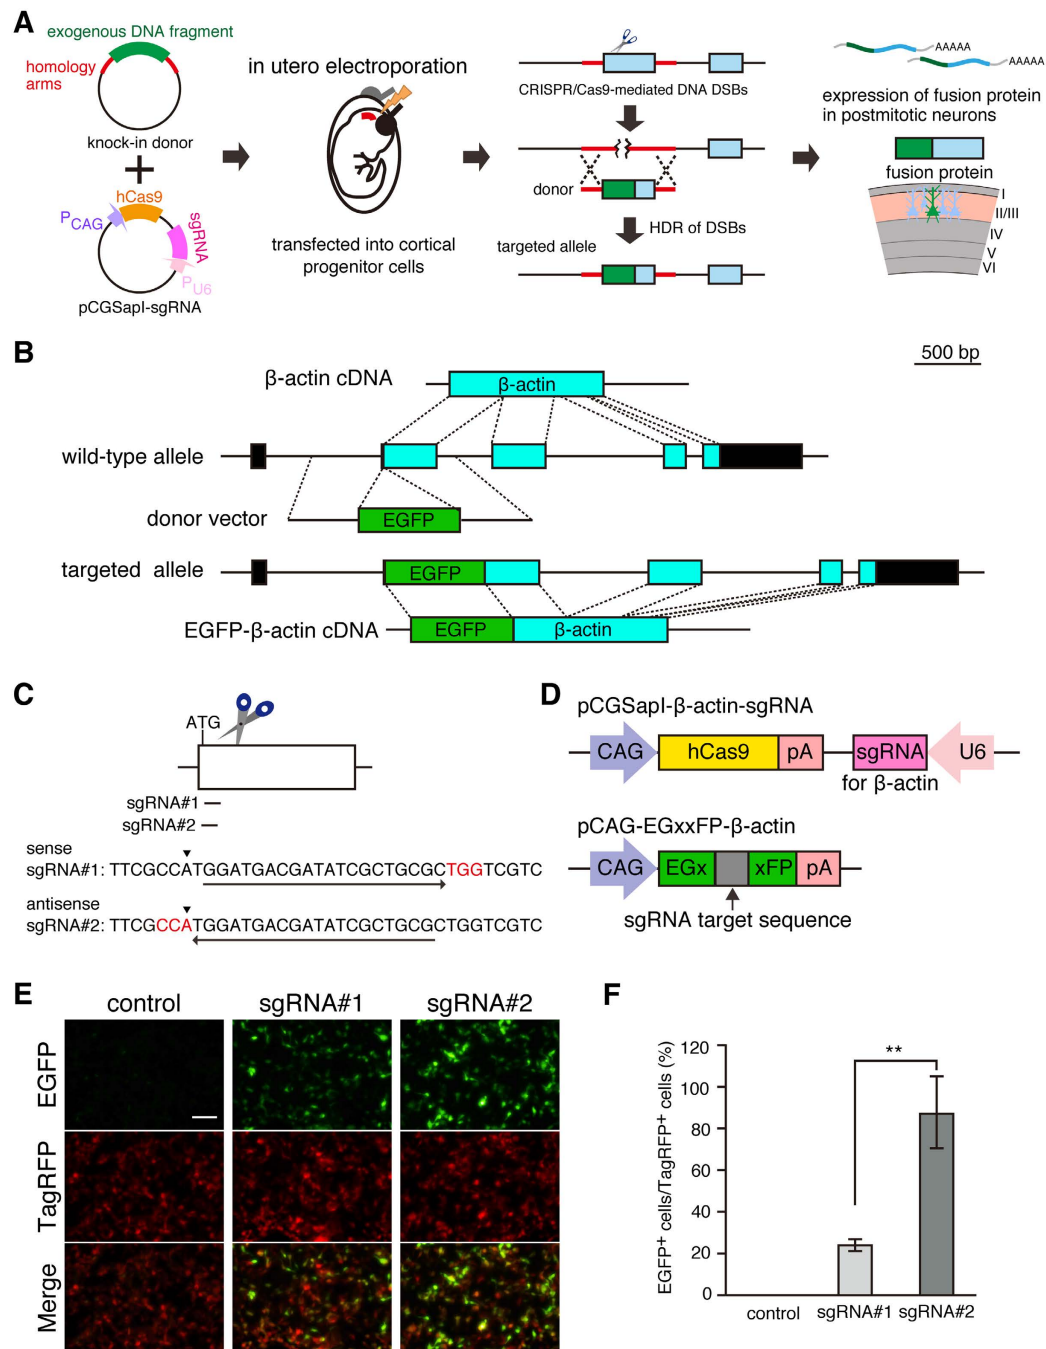 A
exogenous DNA fragment
homology
arms
knock-in donor
+
hCas9
PCAG
sgRNA
PU6
pCGSapI-sgRNA
in utero electroporation
transfected into cortical
progenitor cells
CRISPR/Cas9-mediated DNA DSBs
donor
HDR of DSBs
targeted allele
AAAAA
AAAAA
expression of fusion protein
in postmitotic neurons
fusion protein
I
II/III
IV
V
VI
B
500 bp
β-actin cDNA
β-actin
wild-type allele
donor vector
EGFP
targeted allele
EGFP
EGFP-β-actin cDNA
EGFP
β-actin
C
ATG
sgRNA#1
sgRNA#2
sense
sgRNA#1: TTCGCCATGGATGACGATATCGCTGCGCTGGTCGTC
antisense
sgRNA#2: TTCGCCATGGATGACGATATCGCTGCGCTGGTCGTC
D
pCGSapI-β-actin-sgRNA
CAG
hCas9
pA
sgRNA
U6
for β-actin
pCAG-EGxxFP-β-actin
CAG
EGx
xFP
pA
sgRNA target sequence
E
control
sgRNA#1
sgRNA#2
EGFP
TagRFP
Merge
F
EGFP+ cells/TagRFP+ cells (%)
120
100
80
60
40
20
0
**
control
sgRNA#1
sgRNA#2